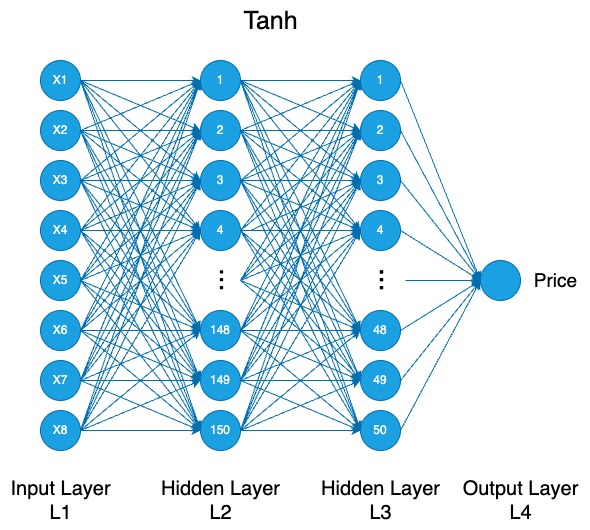 Tanh
X1 1 1
X2 2 2
X3 3 3
X4 4 4
X5 ⋮ ⋮ Price
X6 148 48
X7 149 49
X8 150 50
Input Layer Hidden Layer Hidden Layer Output Layer
L1 L2 L3 L4